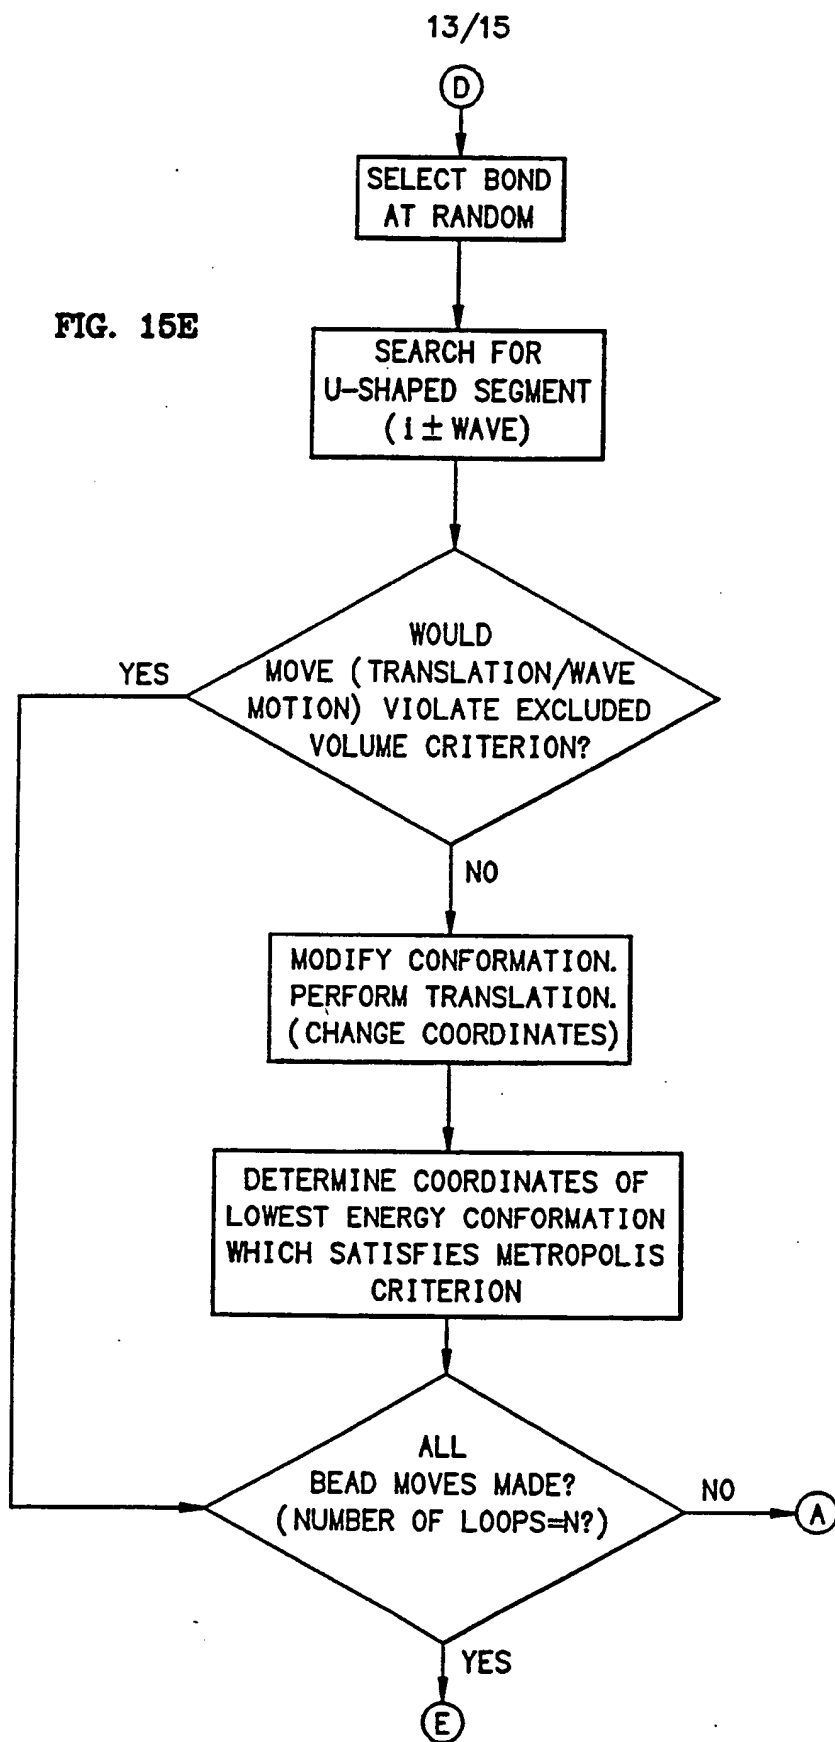 13/15
D
SELECT BOND
AT RANDOM
FIG. 15E
SEARCH FOR
U-SHAPED SEGMENT
(i ± WAVE)
WOULD
MOVE (TRANSLATION/WAVE
MOTION) VIOLATE EXCLUDED
VOLUME CRITERION?
YES
NO
MODIFY CONFORMATION.
PERFORM TRANSLATION.
(CHANGE COORDINATES)
DETERMINE COORDINATES OF
LOWEST ENERGY CONFORMATION
WHICH SATISFIES METROPOLIS
CRITERION
ALL
BEAD MOVES MADE?
(NUMBER OF LOOPS=N?)
NO
A
YES
E